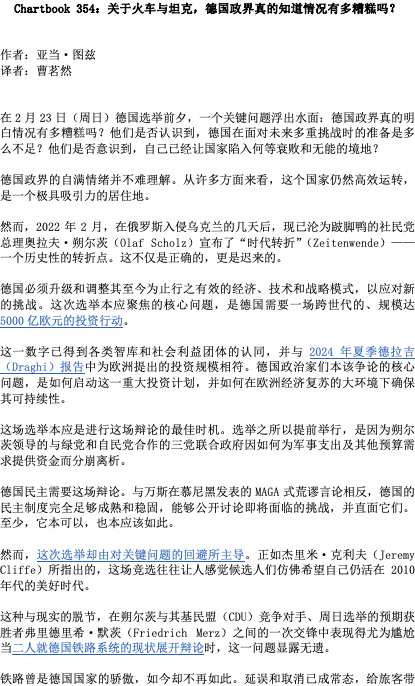 Chartbook 354：关于火车与坦克，德国政界真的知道情况有多糟糕吗？
作者：亚当·图兹
译者：曹茗然
在 2 月 23 日（周日）德国选举前夕，一个关键问题浮出水面：德国政界真的明
白情况有多糟糕吗？他们是否认识到，德国在面对未来多重挑战时的准备是多
么不足？他们是否意识到，自己已经让国家陷入何等衰败和无能的境地？
德国政界的自满情绪并不难理解。从许多方面来看，这个国家仍然高效运转，
是一个极具吸引力的居住地。
然而，2022 年 2 月，在俄罗斯入侵乌克兰的几天后，现已沦为跛脚鸭的社民党
总理奥拉夫·朔尔茨（Olaf Scholz）宣布了“时代转折”（Zeitenwende）——
一个历史性的转折点。这不仅是正确的，更是迟来的。
德国必须升级和调整其至今为止行之有效的经济、技术和战略模式，以应对新
的挑战。这次选举本应聚焦的核心问题，是德国需要一场跨世代的、规模达
5000 亿欧元的投资行动。
这一数字已得到各类智库和社会利益团体的认同，并与 2024 年夏季德拉吉
（Draghi）报告中为欧洲提出的投资规模相符。德国政治家们本该争论的核心
问题，是如何启动这一重大投资计划，并如何在欧洲经济复苏的大环境下确保
其可持续性。
这场选举本应是进行这场辩论的最佳时机。选举之所以提前举行，是因为朔尔
茨领导的与绿党和自民党合作的三党联合政府因如何为军事支出及其他预算需
求提供资金而分崩离析。
德国民主需要这场辩论。与万斯在慕尼黑发表的 MAGA 式荒谬言论相反，德国的
民主制度完全足够成熟和稳固，能够公开讨论即将面临的挑战，并直面它们。
至少，它本可以，也本应该如此。
然而，这次选举却由对关键问题的回避所主导。正如杰里米·克利夫（Jeremy
Cliffe）所指出的，这场竞选往往让人感觉候选人们仿佛希望自己仍活在 2010
年代的美好时代。
这种与现实的脱节，在朔尔茨与其基民盟（CDU）竞争对手、周日选举的预期获
胜者弗里德里希·默茨（Friedrich Merz）之间的一次交锋中表现得尤为尴尬
当二人就德国铁路系统的现状展开辩论时，这一问题显露无遗。
铁路曾是德国国家的骄傲，如今却不再如此。延误和取消已成常态，给旅客带